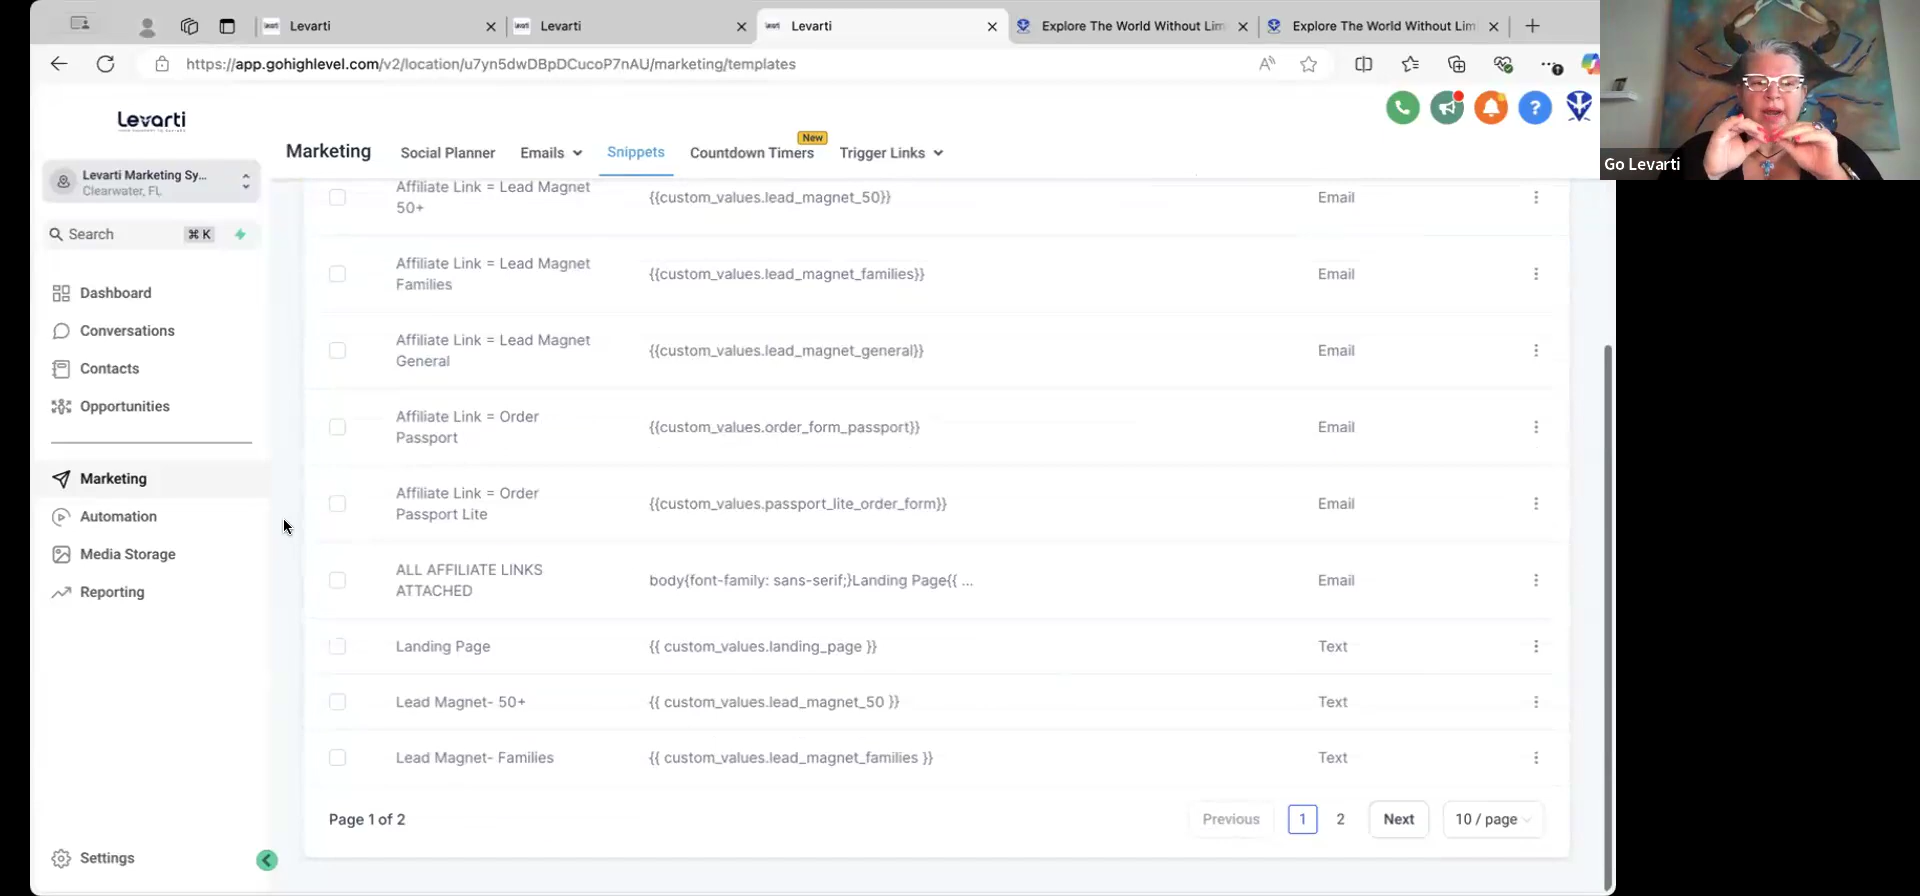 Levarti
Levarti
Levarti
Explore The World Without Lim
Explore The World Without Lim
https://app.gohighlevel.com/v2/location/u7yn5dwDBpDCucoP7nAU/marketing/templates
Go Levarti
Levarti
Levarti Marketing Sy...
Clearwater, FL
Search
⌘ K
Dashboard
Conversations
Contacts
Opportunities
Marketing
Automation
Media Storage
Reporting
Settings
Marketing
Social Planner
Emails
Snippets
Countdown Timers
New
Trigger Links
Affiliate Link = Lead Magnet
50+
{{custom_values.lead_magnet_50}}
Email
Affiliate Link = Lead Magnet
Families
{{custom_values.lead_magnet_families}}
Email
Affiliate Link = Lead Magnet
General
{{custom_values.lead_magnet_general}}
Email
Affiliate Link = Order
Passport
{{custom_values.order_form_passport}}
Email
Affiliate Link = Order
Passport Lite
{{custom_values.passport_lite_order_form}}
Email
ALL AFFILIATE LINKS
ATTACHED
body{font-family: sans-serif;}Landing Page{{ ...
Email
Landing Page
{{ custom_values.landing_page }}
Text
Lead Magnet- 50+
{{ custom_values.lead_magnet_50 }}
Text
Lead Magnet- Families
{{ custom_values.lead_magnet_families }}
Text
Page 1 of 2
Previous
1
2
Next
10 / page